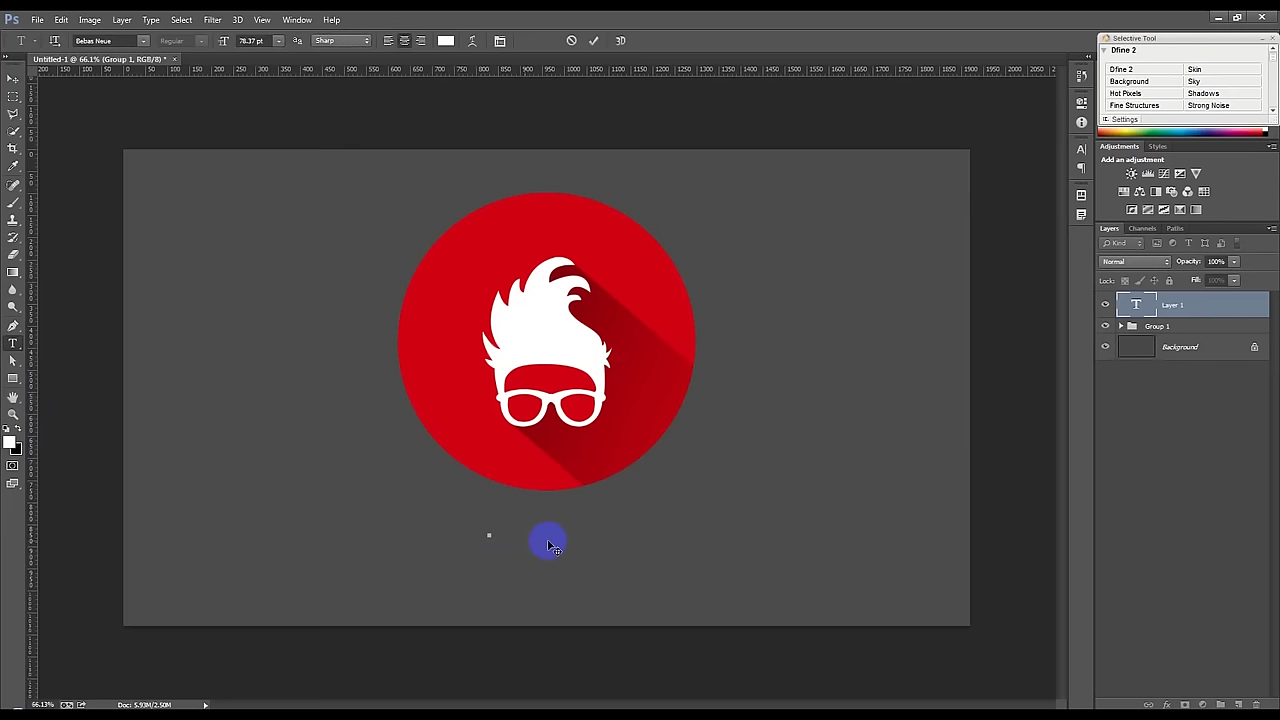 Ps File Edit Image Layer Type Select Filter 3D View Window Help
T Bebas Neue Regular 78.37 pt aa Sharp 3D
Untitled-1 @ 66.1% (Group 1, RGB/8) * ×
Selective Tool
Dfine 2
Dfine 2 Skin
Background Sky
Hot Pixels Shadows
Fine Structures Strong Noise
Settings
Adjustments Styles
Add an adjustment
Layers Channels Paths
Kind
Normal Opacity: 100%
Lock: Fill: 100%
T Layer 1
Group 1
Background
66.13% Doc: 5.93M/2.50M